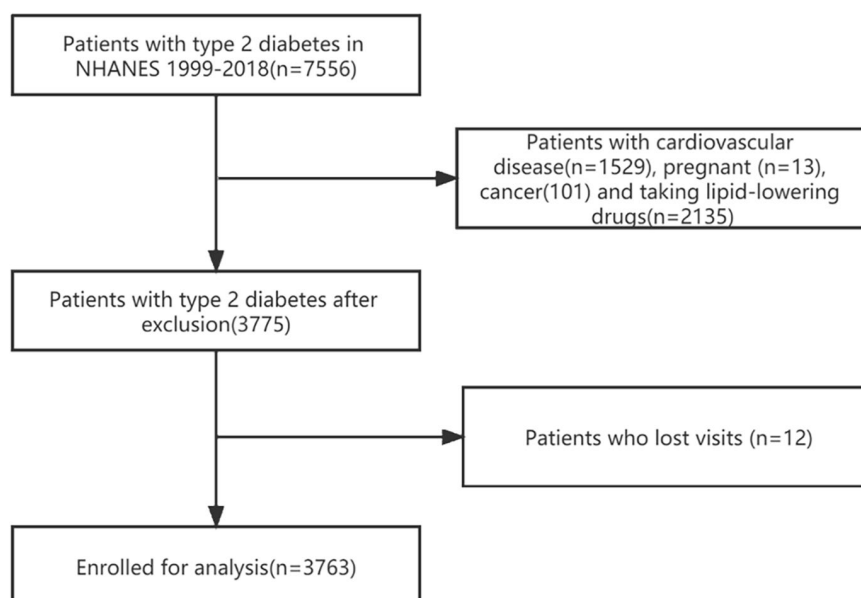 Patients with type 2 diabetes in
NHANES 1999-2018(n=7556)
Patients with cardiovascular
disease(n=1529), pregnant (n=13),
cancer(101) and taking lipid-lowering
drugs(n=2135)
Patients with type 2 diabetes after
exclusion(3775)
Patients who lost visits (n=12)
Enrolled for analysis(n=3763)